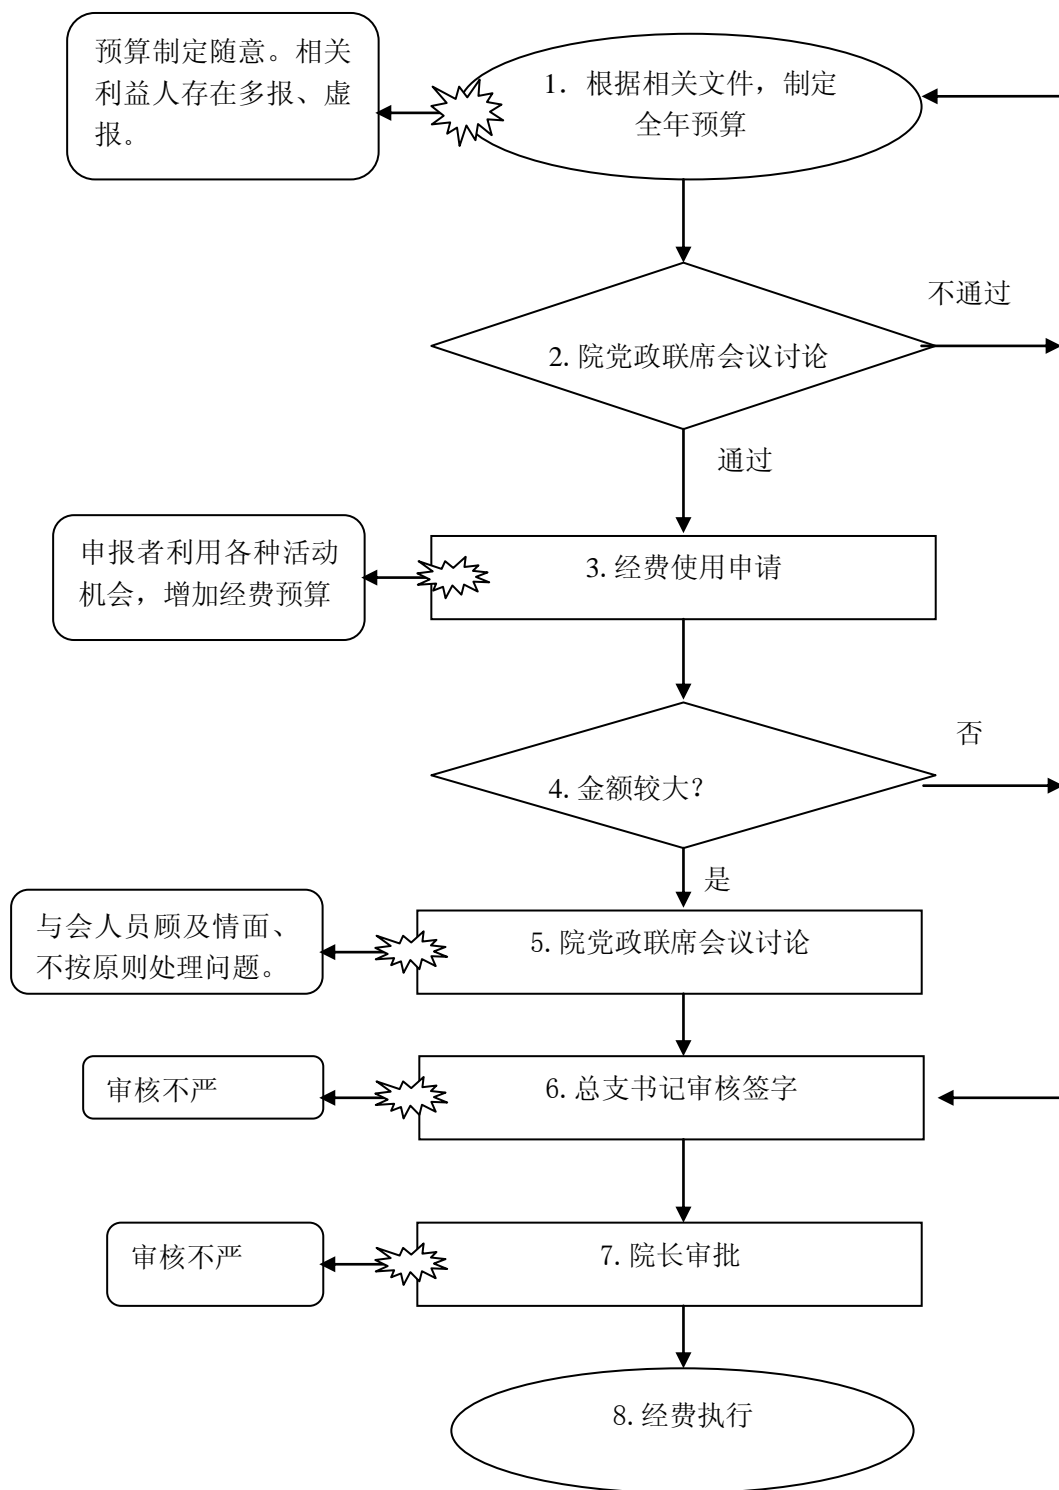 预算制定随意。相关
利益人存在多报、虚
报。
1. 根据相关文件，制定
全年预算
不通过
2.院党政联席会议讨论
通过
申报者利用各种活动
机会，增加经费预算
3.经费使用申请
否
4.金额较大？
是
与会人员顾及情面、
不按原则处理问题。
5.院党政联席会议讨论
审核不严
6.总支书记审核签字
审核不严
7.院长审批
8.经费执行